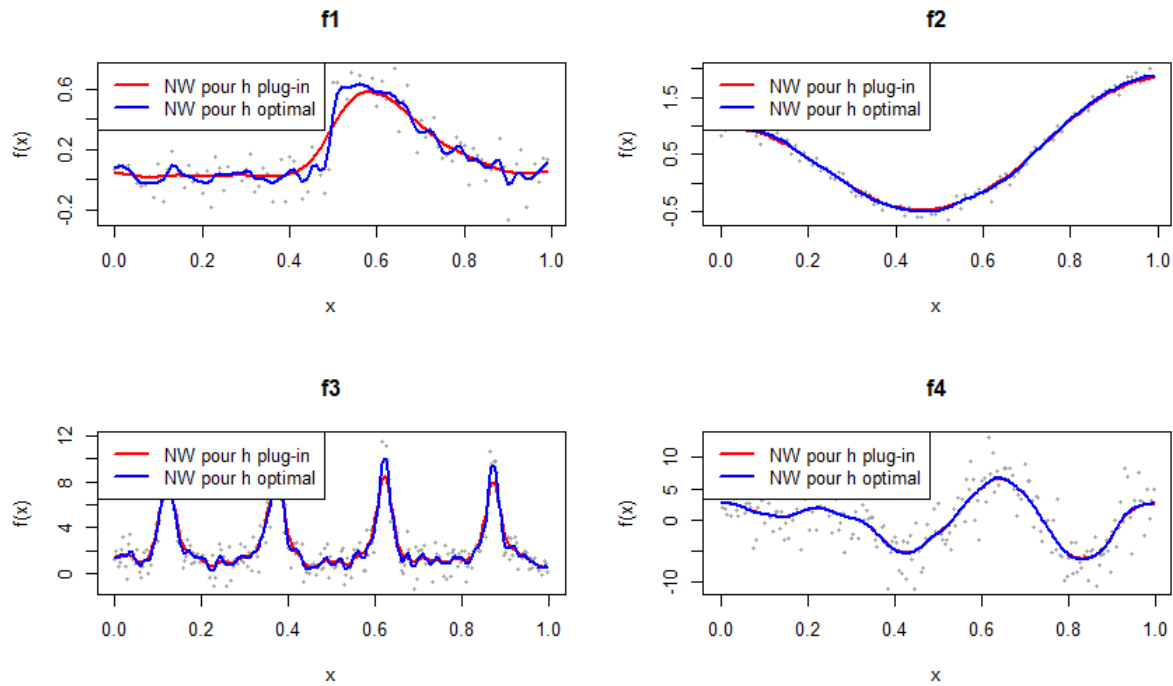 f1
NW pour h plug-in
NW pour h optimal
f(x)
-0.2 0.2 0.6
0.0 0.2 0.4 0.6 0.8 1.0
x
f2
NW pour h plug-in
NW pour h optimal
f(x)
-0.5 0.5 1.5
0.0 0.2 0.4 0.6 0.8 1.0
x
f3
NW pour h plug-in
NW pour h optimal
f(x)
0 4 8 12
0.0 0.2 0.4 0.6 0.8 1.0
x
f4
NW pour h plug-in
NW pour h optimal
f(x)
-10 0 5 10
0.0 0.2 0.4 0.6 0.8 1.0
x